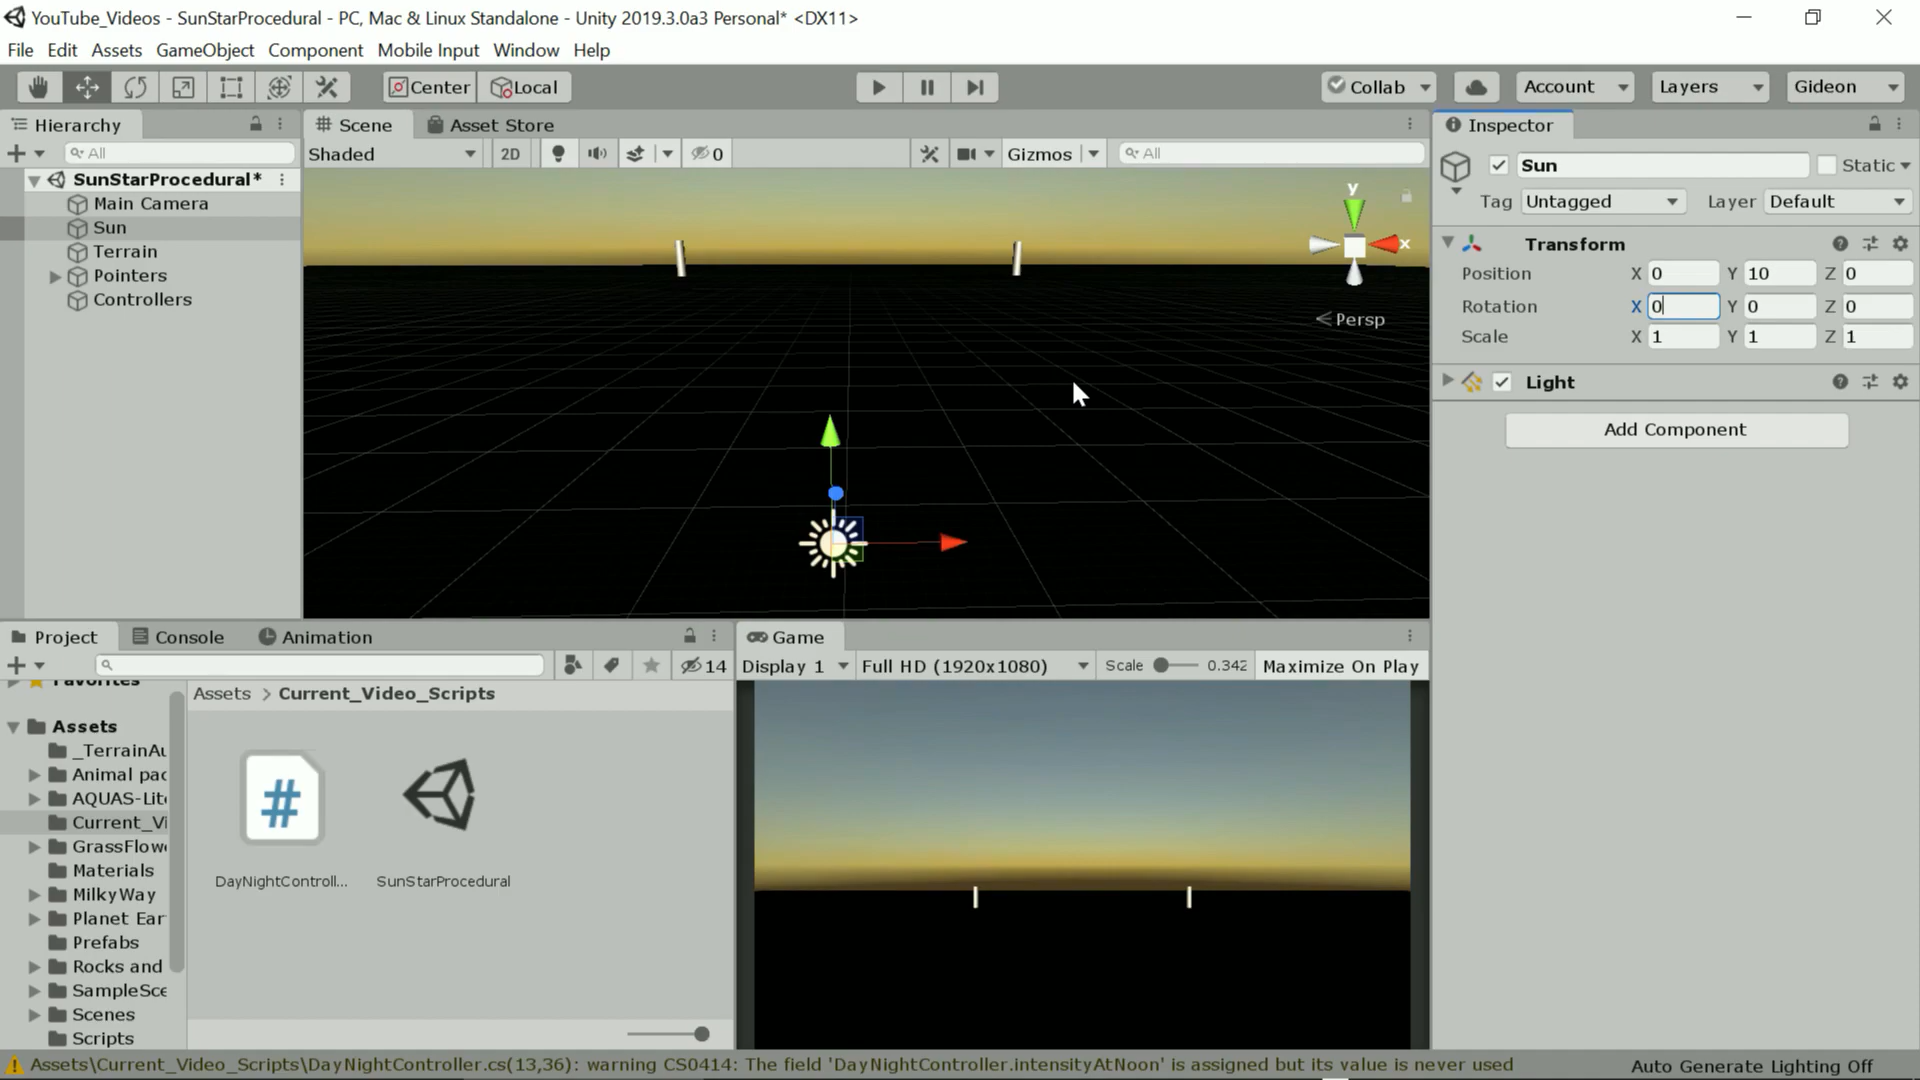 YouTube_Videos - SunStarProcedural - PC, Mac & Linux Standalone - Unity 2019.3.0a3 Personal* <DX11>
File Edit Assets GameObject Component Mobile Input Window Help
Center Local Collab Account Layers Gideon
Hierarchy
All
SunStarProcedural*
Main Camera
Sun
Terrain
Pointers
Controllers
Scene Asset Store
Shaded 2D 0 Gizmos All
y
x
Persp
Inspector
Sun Static
Tag Untagged Layer Default
Transform
Position X 0 Y 10 Z 0
Rotation X 0 Y 0 Z 0
Scale X 1 Y 1 Z 1
Light
Add Component
Project Console Animation
14
Favorites
Assets
_TerrainAu
Animal pac
AQUAS-Lite
Current_Vi
GrassFlow
Materials
MilkyWay
Planet Ear
Prefabs
Rocks and
SampleSce
Scenes
Scripts
Assets > Current_Video_Scripts
#
DayNightControll...
SunStarProcedural
Game
Display 1 Full HD (1920x1080) Scale 0.342 Maximize On Play
Assets\Current_Video_Scripts\DayNightController.cs(13,36): warning CS0414: The field 'DayNightController.intensityAtNoon' is assigned but its value is never used
Auto Generate Lighting Off